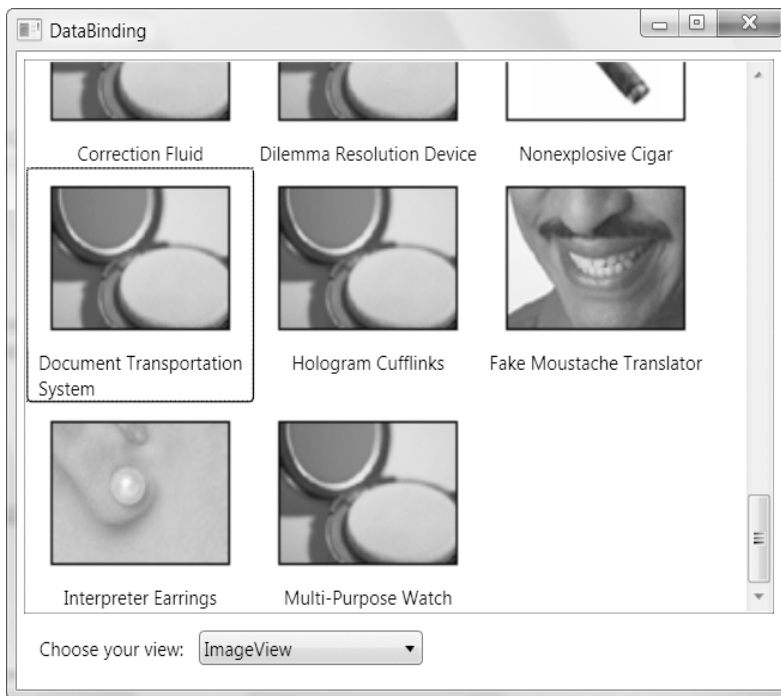 DataBinding
Correction Fluid
Dilemma Resolution Device
Nonexplosive Cigar
Document Transportation
System
Hologram Cufflinks
Fake Moustache Translator
Interpreter Earrings
Multi-Purpose Watch
Choose your view: ImageView